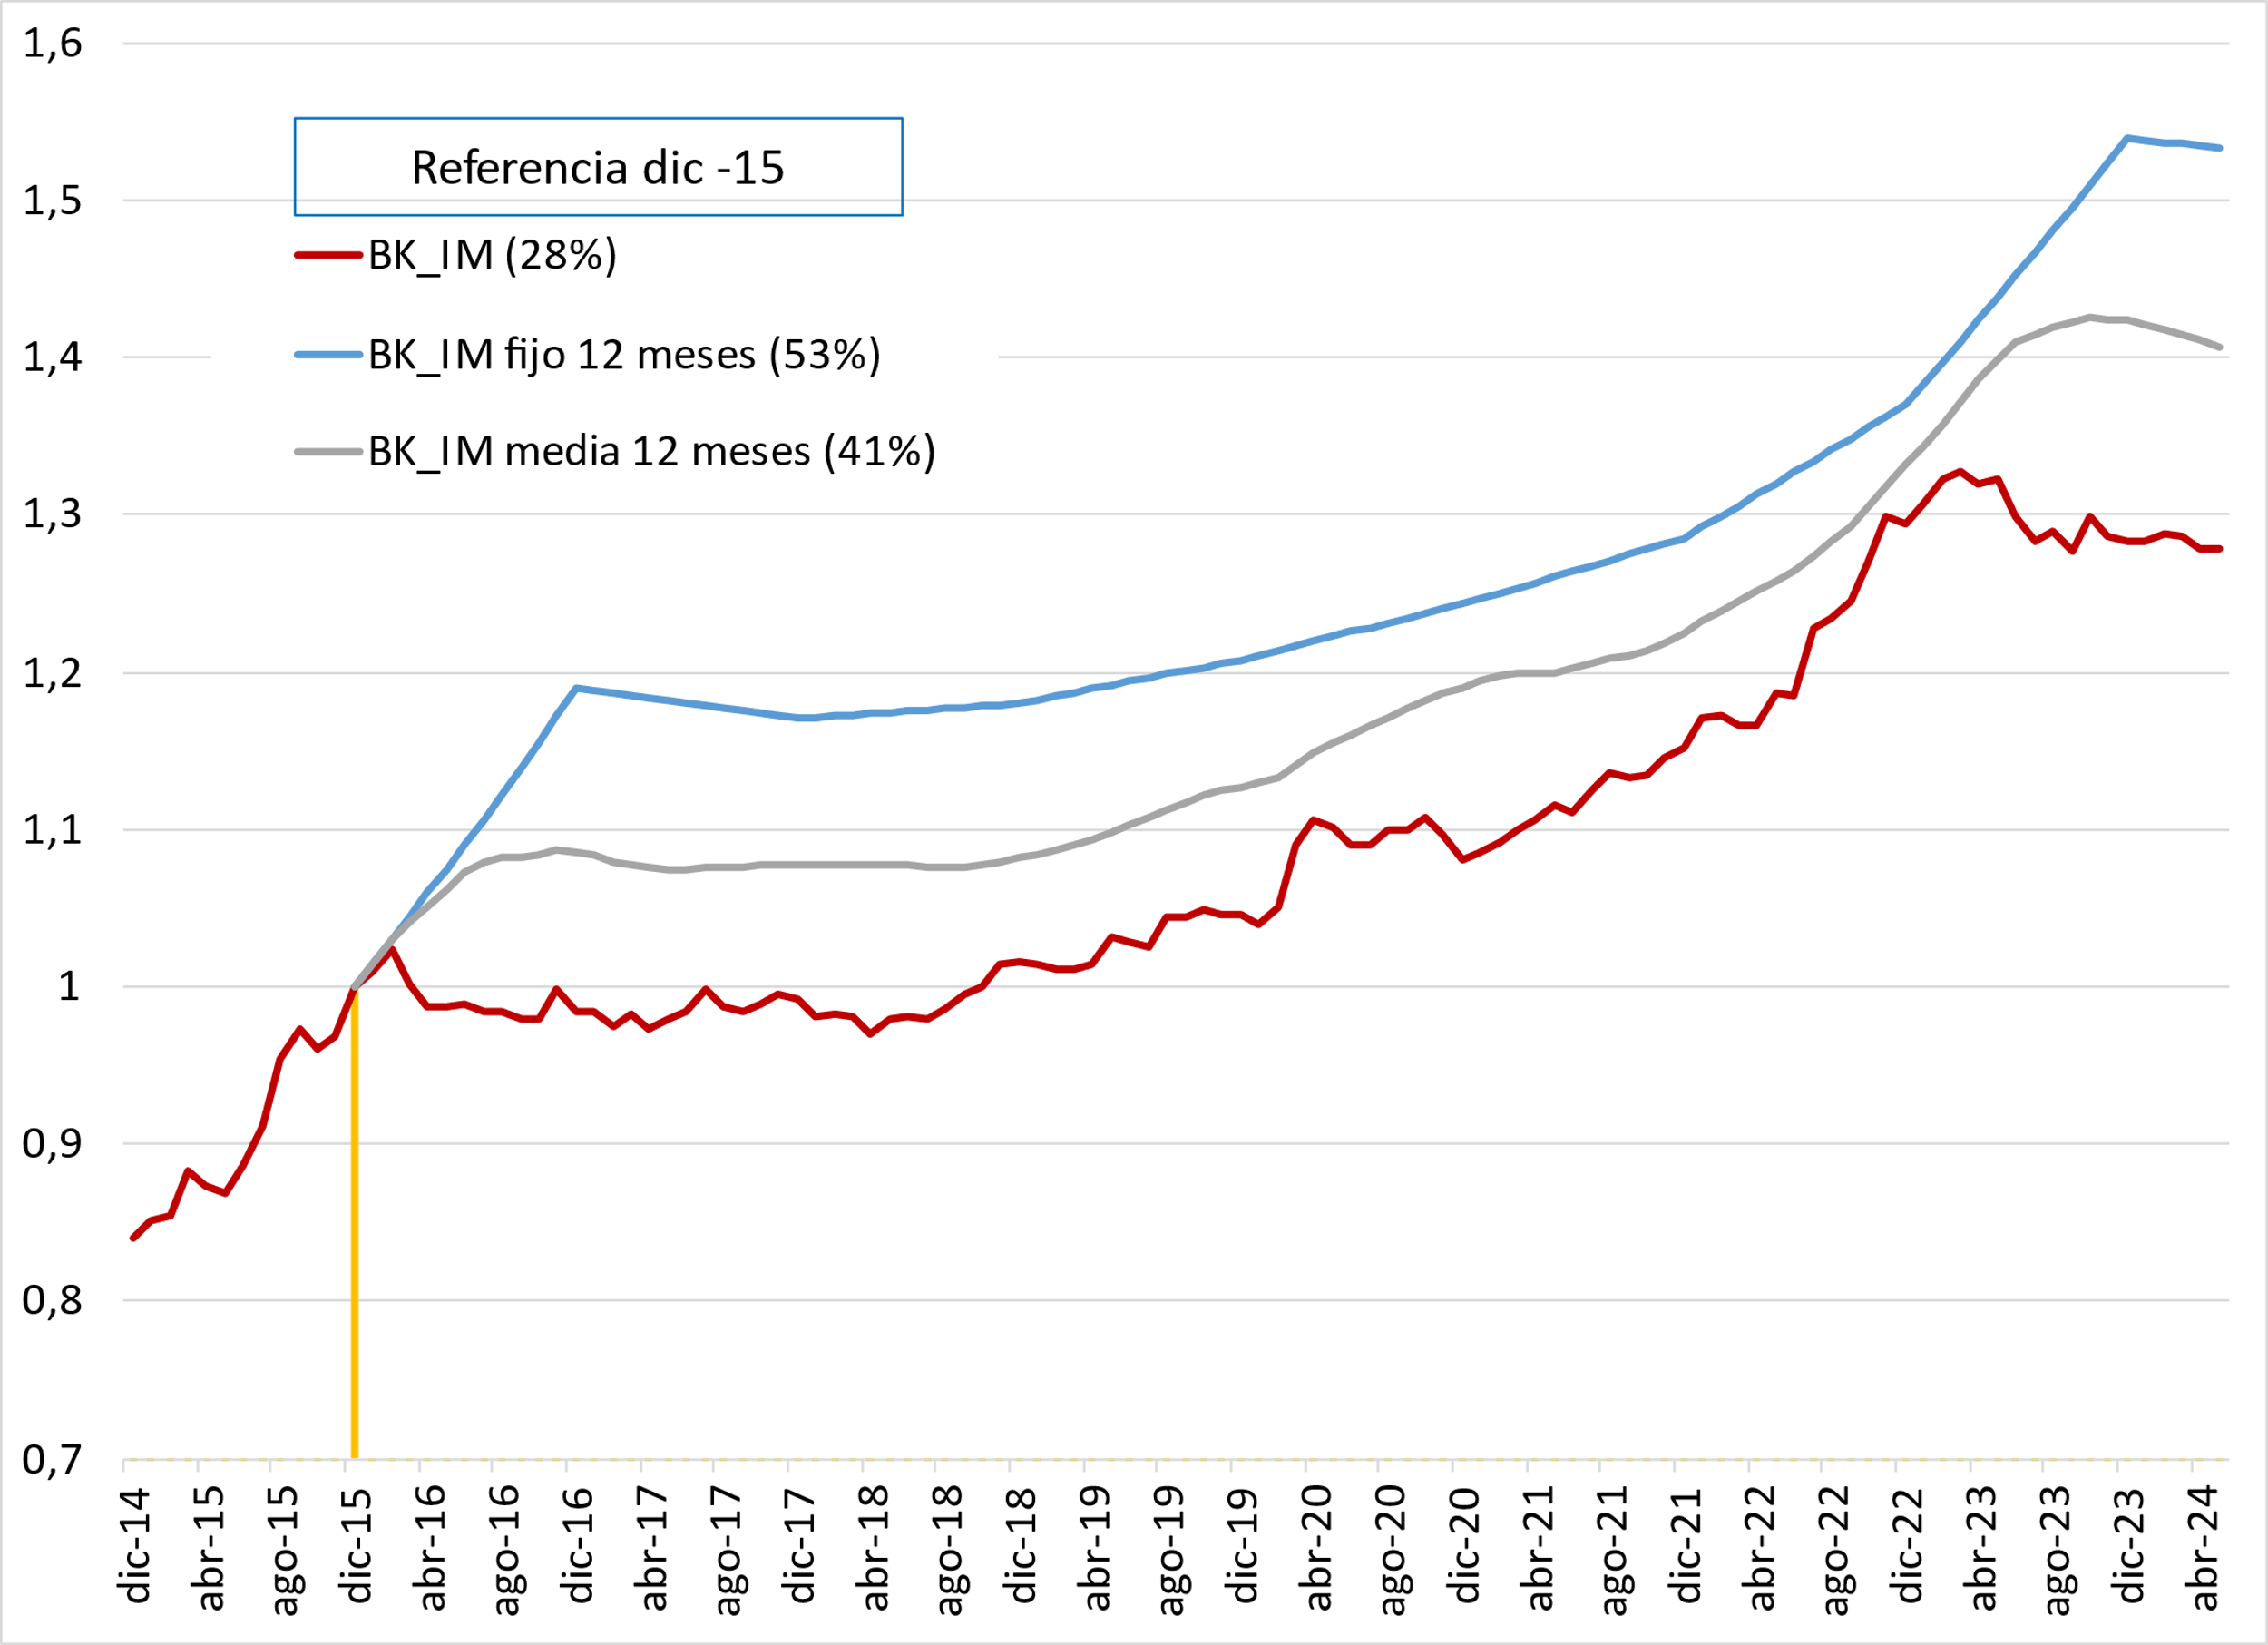 1,6
1,5
1,4
1,3
1,2
1,1
1
0,9
0,8
0,7
Referencia dic -15
BK_IM (28%)
BK_IM fijo 12 meses (53%)
BK_IM media 12 meses (41%)
dic-14
abr-15
ago-15
dic-15
abr-16
ago-16
dic-16
abr-17
ago-17
dic-17
abr-18
ago-18
dic-18
abr-19
ago-19
dic-19
abr-20
ago-20
dic-20
abr-21
ago-21
dic-21
abr-22
ago-22
dic-22
abr-23
ago-23
dic-23
abr-24